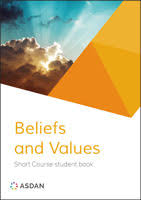 Beliefs
and Values
Short Course student book
ASDAN